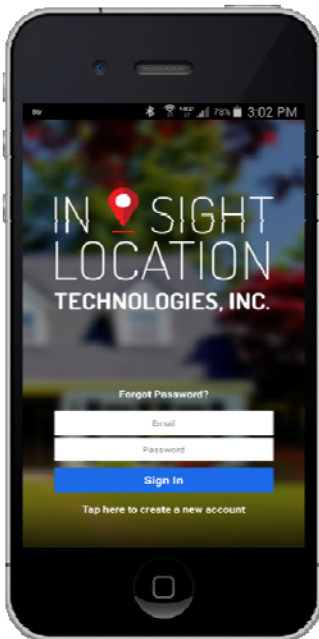 78% 3:02 PM
IN SIGHT
LOCATION
TECHNOLOGIES, INC.
Forgot Password?
Email
Password
Sign In
Tap here to create a new account